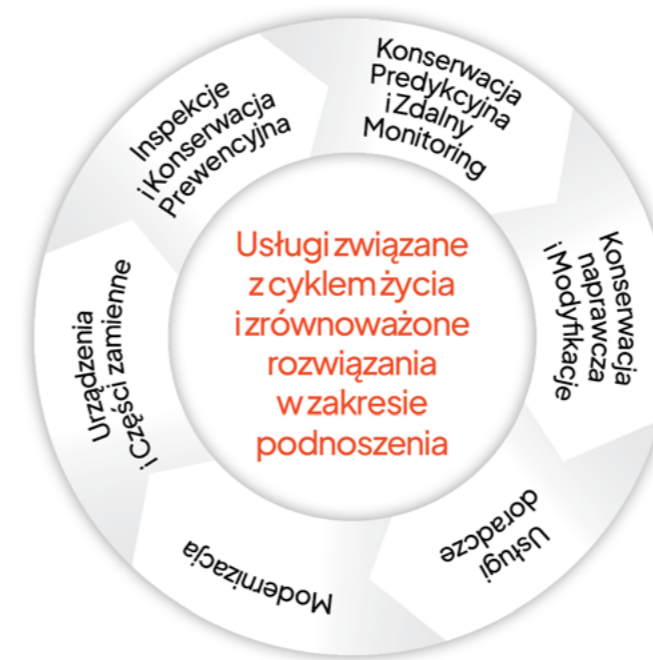 Inspekcje
i Konserwacja
Prewencyjna
Konserwacja
Predykcyjna
i Zdalny
Monitoring
Konserwacja
naprawcza
i Modyfikacje
Usługi
doradcze
Modernizacja
Urządzenia
i Części zamienne
Usługi związane
z cyklem życia
i zrównoważone
rozwiązania
w zakresie
podnoszenia